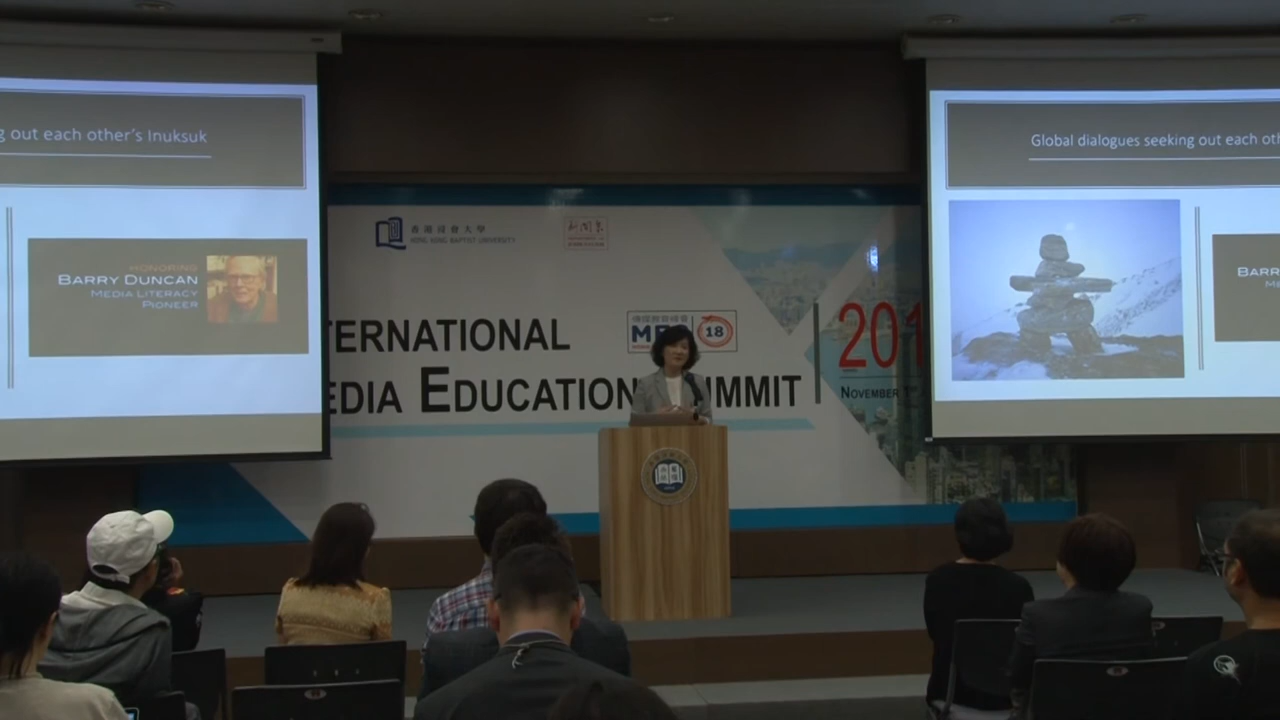 g out each other's Inuksuk
HONORING
BARRY DUNCAN
MEDIA LITERACY
PIONEER
香港浸會大學
HONG KONG BAPTIST UNIVERSITY
TERNATIONAL
MES 18
EDIA EDUCATION UMMIT
201
NOVEMBER
Global dialogues seeking out each oth
BARR